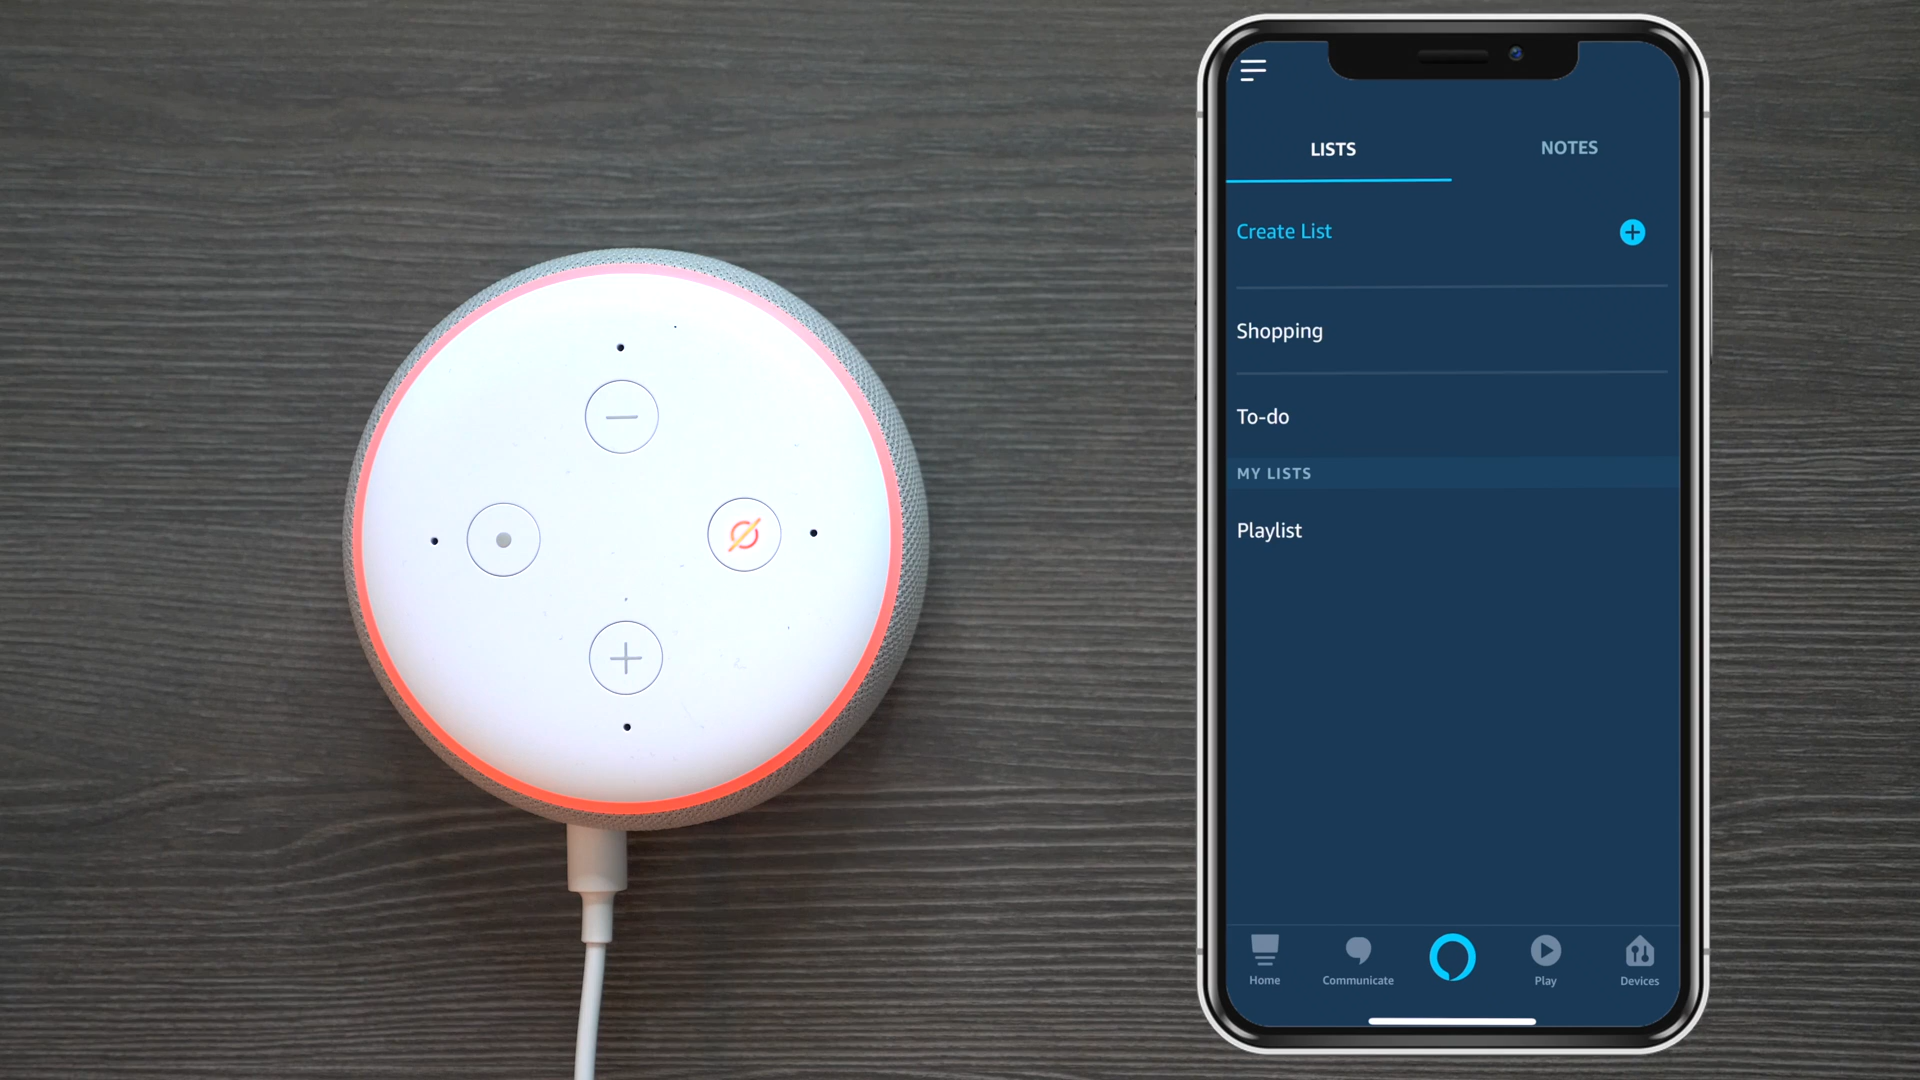 LISTS
NOTES
Create List
Shopping
To-do
MY LISTS
Playlist
Home
Communicate
Play
Devices